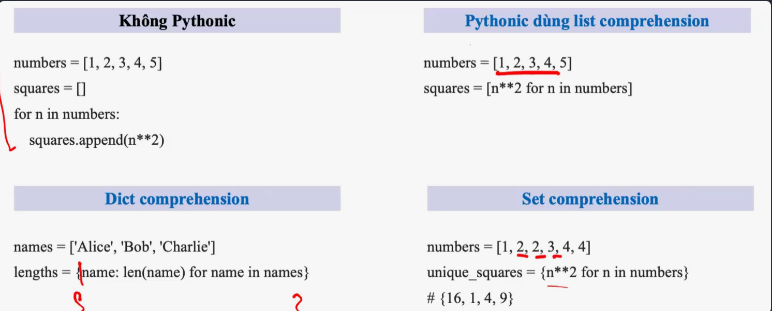 Không Pythonic
numbers = [1, 2, 3, 4, 5]
squares = []
for n in numbers:
    squares.append(n**2)
Pythonic dùng list comprehension
numbers = [1, 2, 3, 4, 5]
squares = [n**2 for n in numbers]
Dict comprehension
names = ['Alice', 'Bob', 'Charlie']
lengths = {name: len(name) for name in names}
Set comprehension
numbers = [1, 2, 2, 3, 4, 4]
unique_squares = {n**2 for n in numbers}
# {16, 1, 4, 9}